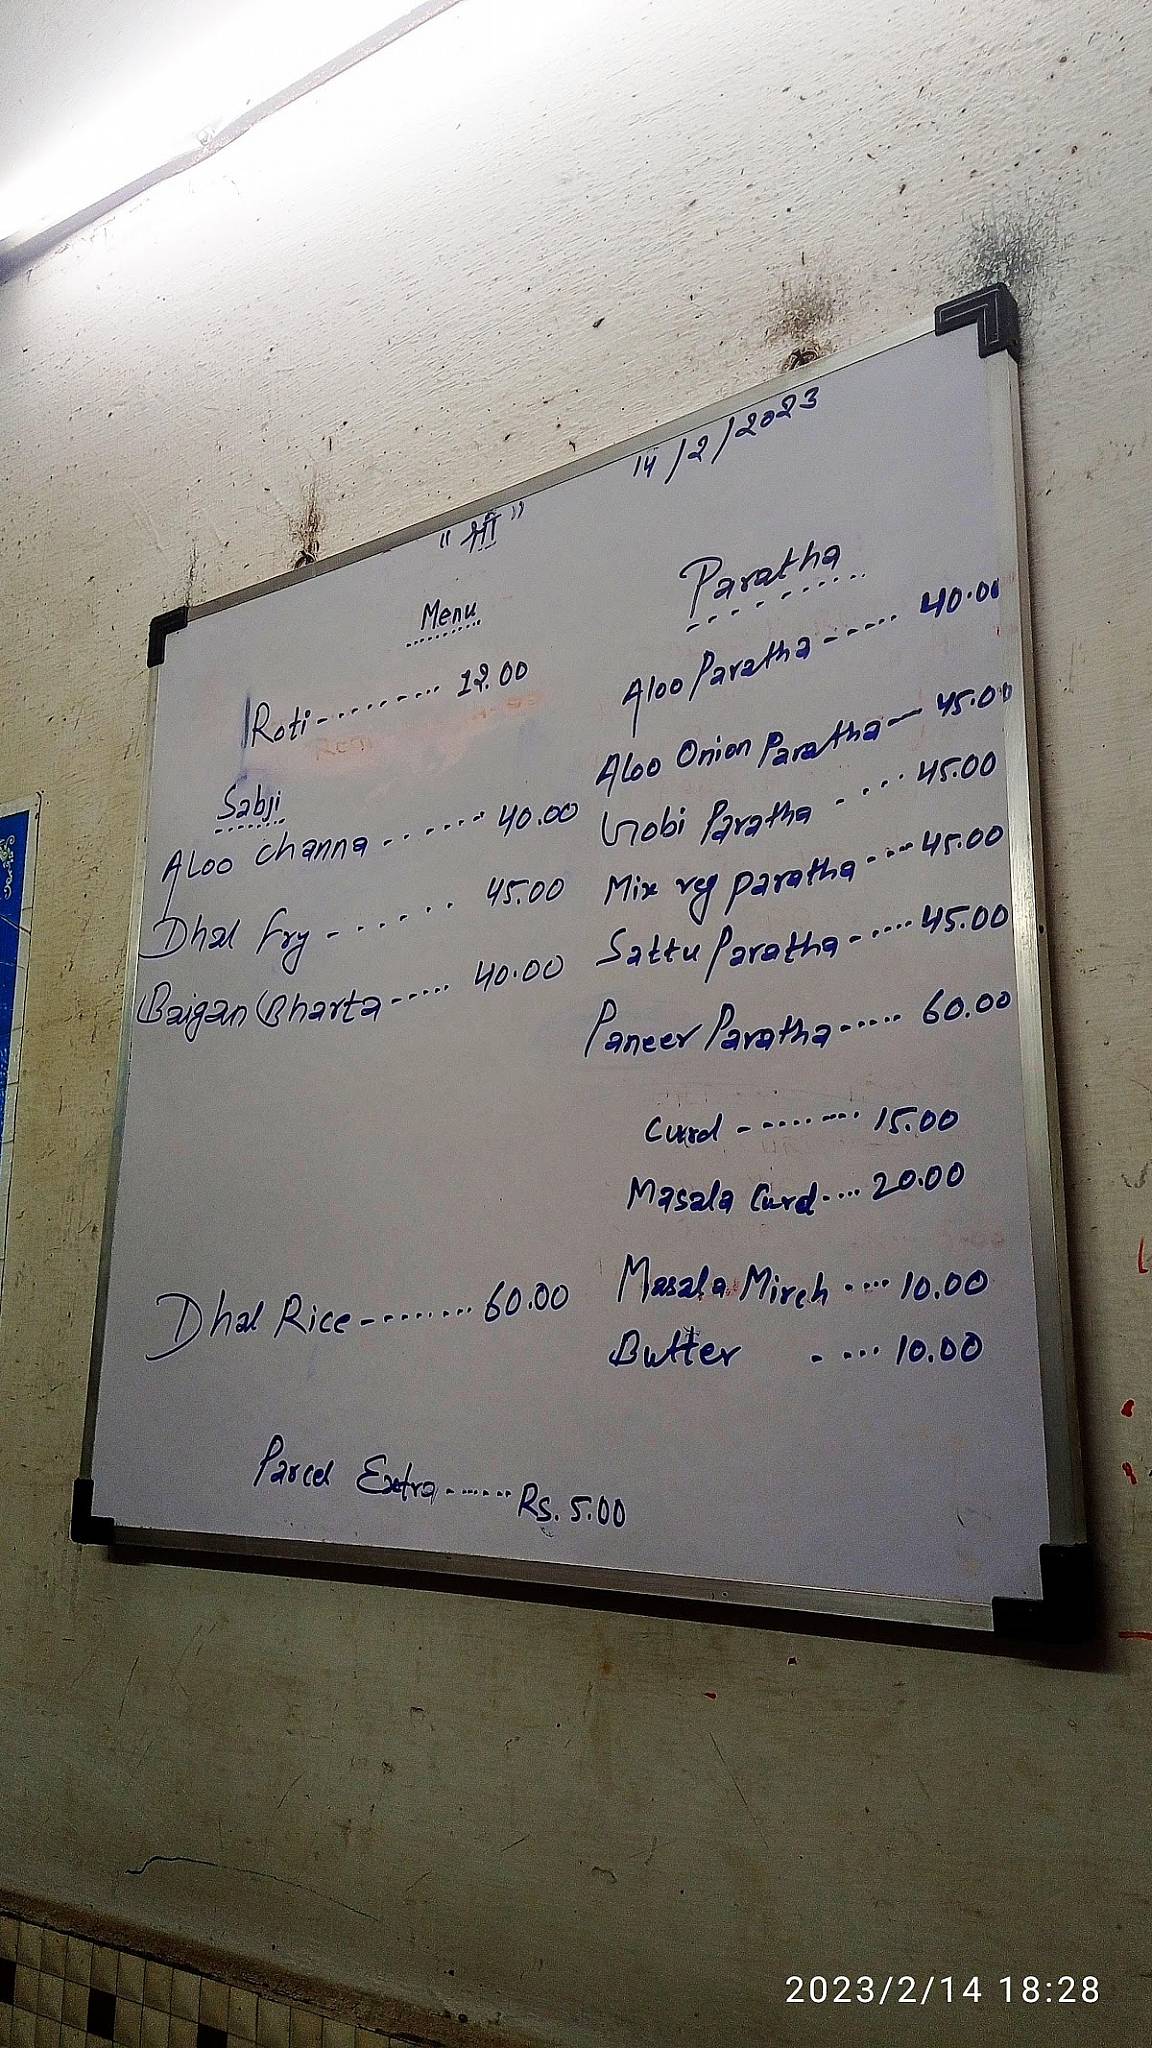 14/2/2023
"श्री"
Menu
Roti---------- 12.00
Sabji
Aloo channa ------- 40.00
Dhal Fry ------- 45.00
Baigan Bharta ----- 40.00
Dhal Rice -------- 60.00
Paratha
Aloo Paratha ----- 40.00
Aloo Onion Paratha — 45.00
Gobi Paratha ---- 45.00
Mix veg paratha ---- 45.00
Sattu Paratha ----- 45.00
Paneer Paratha ----- 60.00
Curd -------- 15.00
Masala Curd ---- 20.00
Masala Mirch ---- 10.00
Butter ---- 10.00
Parcel Extra ------ Rs. 5.00
2023/2/14 18:28